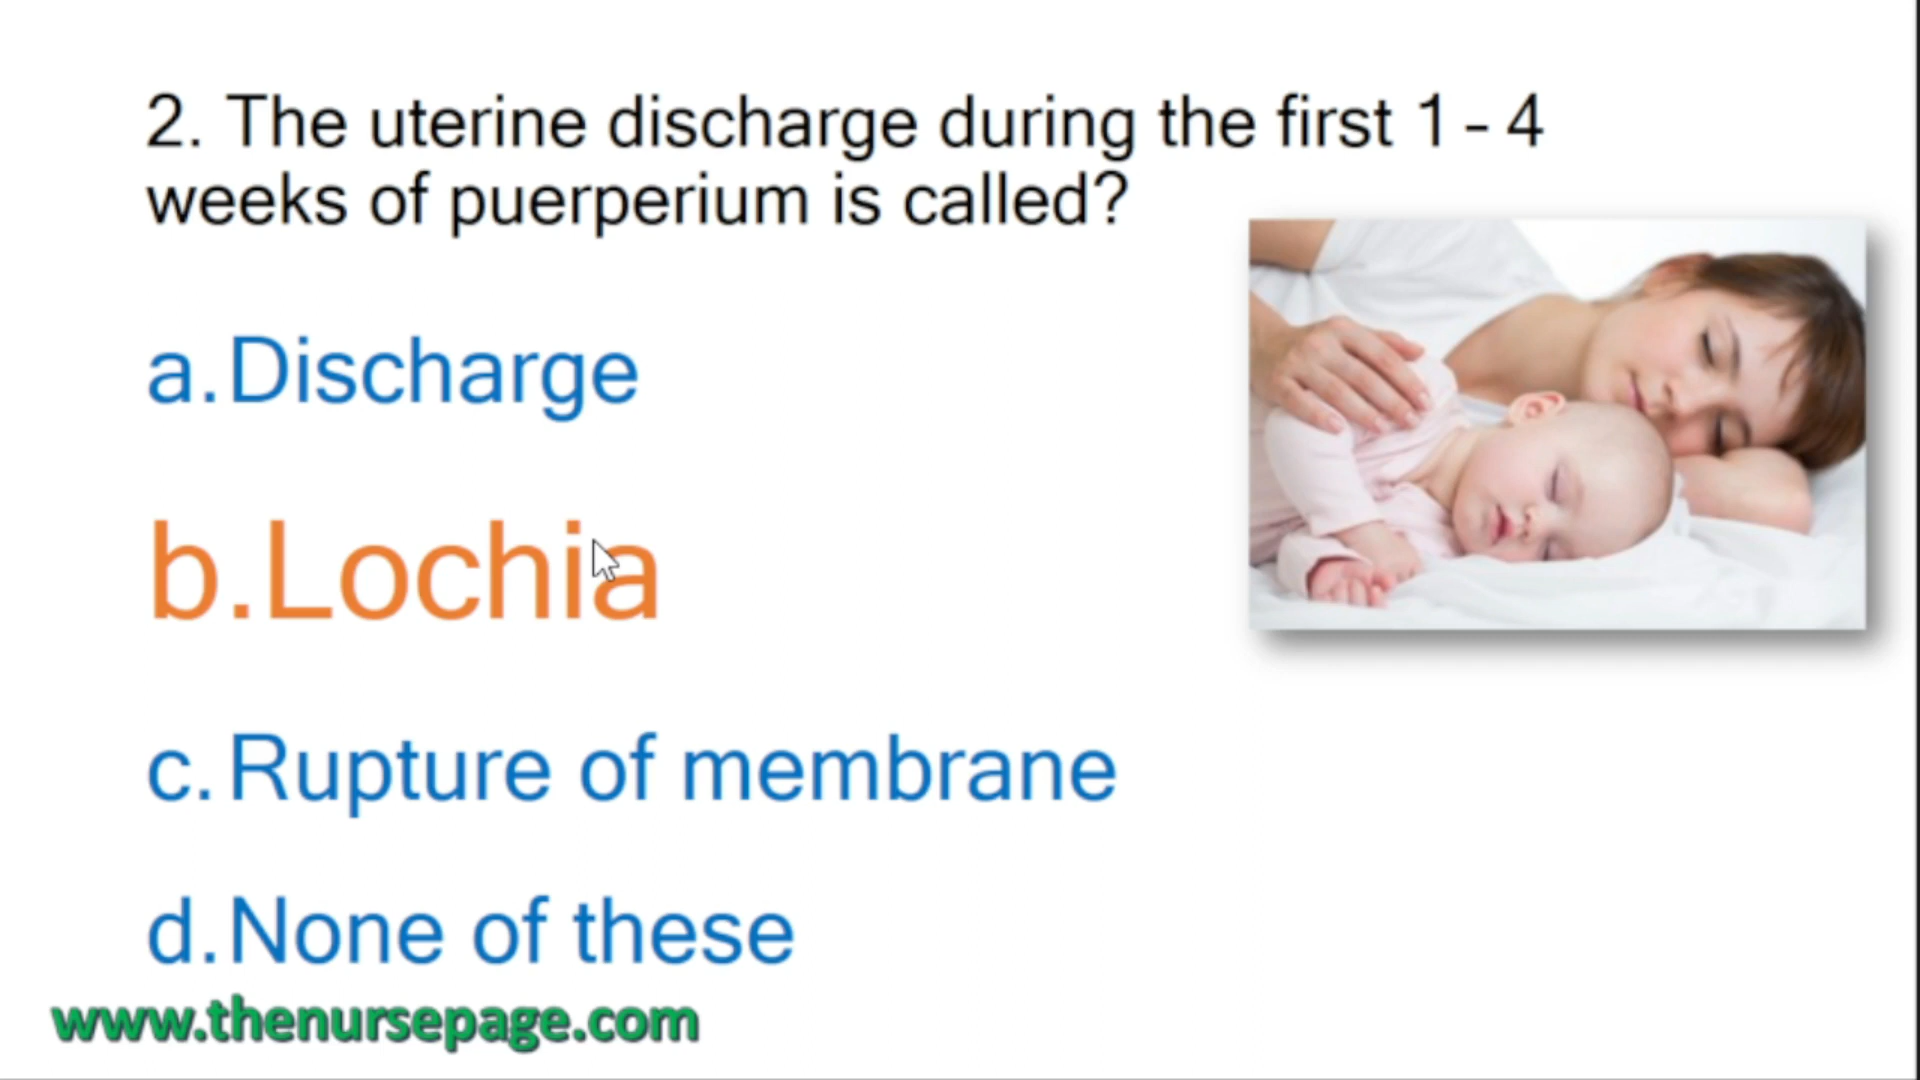 2. The uterine discharge during the first 1 - 4
weeks of puerperium is called?
a. Discharge
b. Lochia
c. Rupture of membrane
d. None of these
www.thenursepage.com